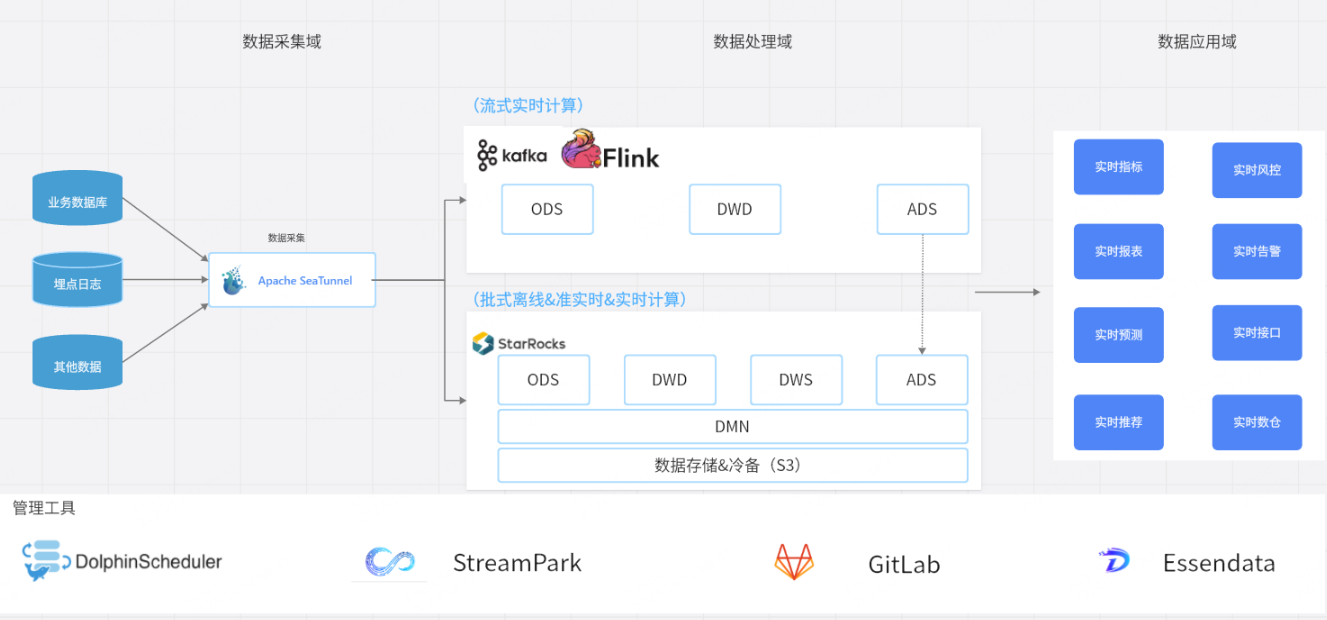 数据采集域
数据处理域
数据应用域
（流式实时计算）
kafka
Flink
ODS
DWD
ADS
业务数据库
埋点日志
其他数据
数据采集
Apache SeaTunnel
（批式离线&准实时&实时计算）
StarRocks
ODS
DWD
DWS
ADS
DMN
数据存储&冷备（S3）
实时指标
实时风控
实时报表
实时告警
实时预测
实时接口
实时推荐
实时数仓
管理工具
DolphinScheduler
StreamPark
GitLab
Essendata